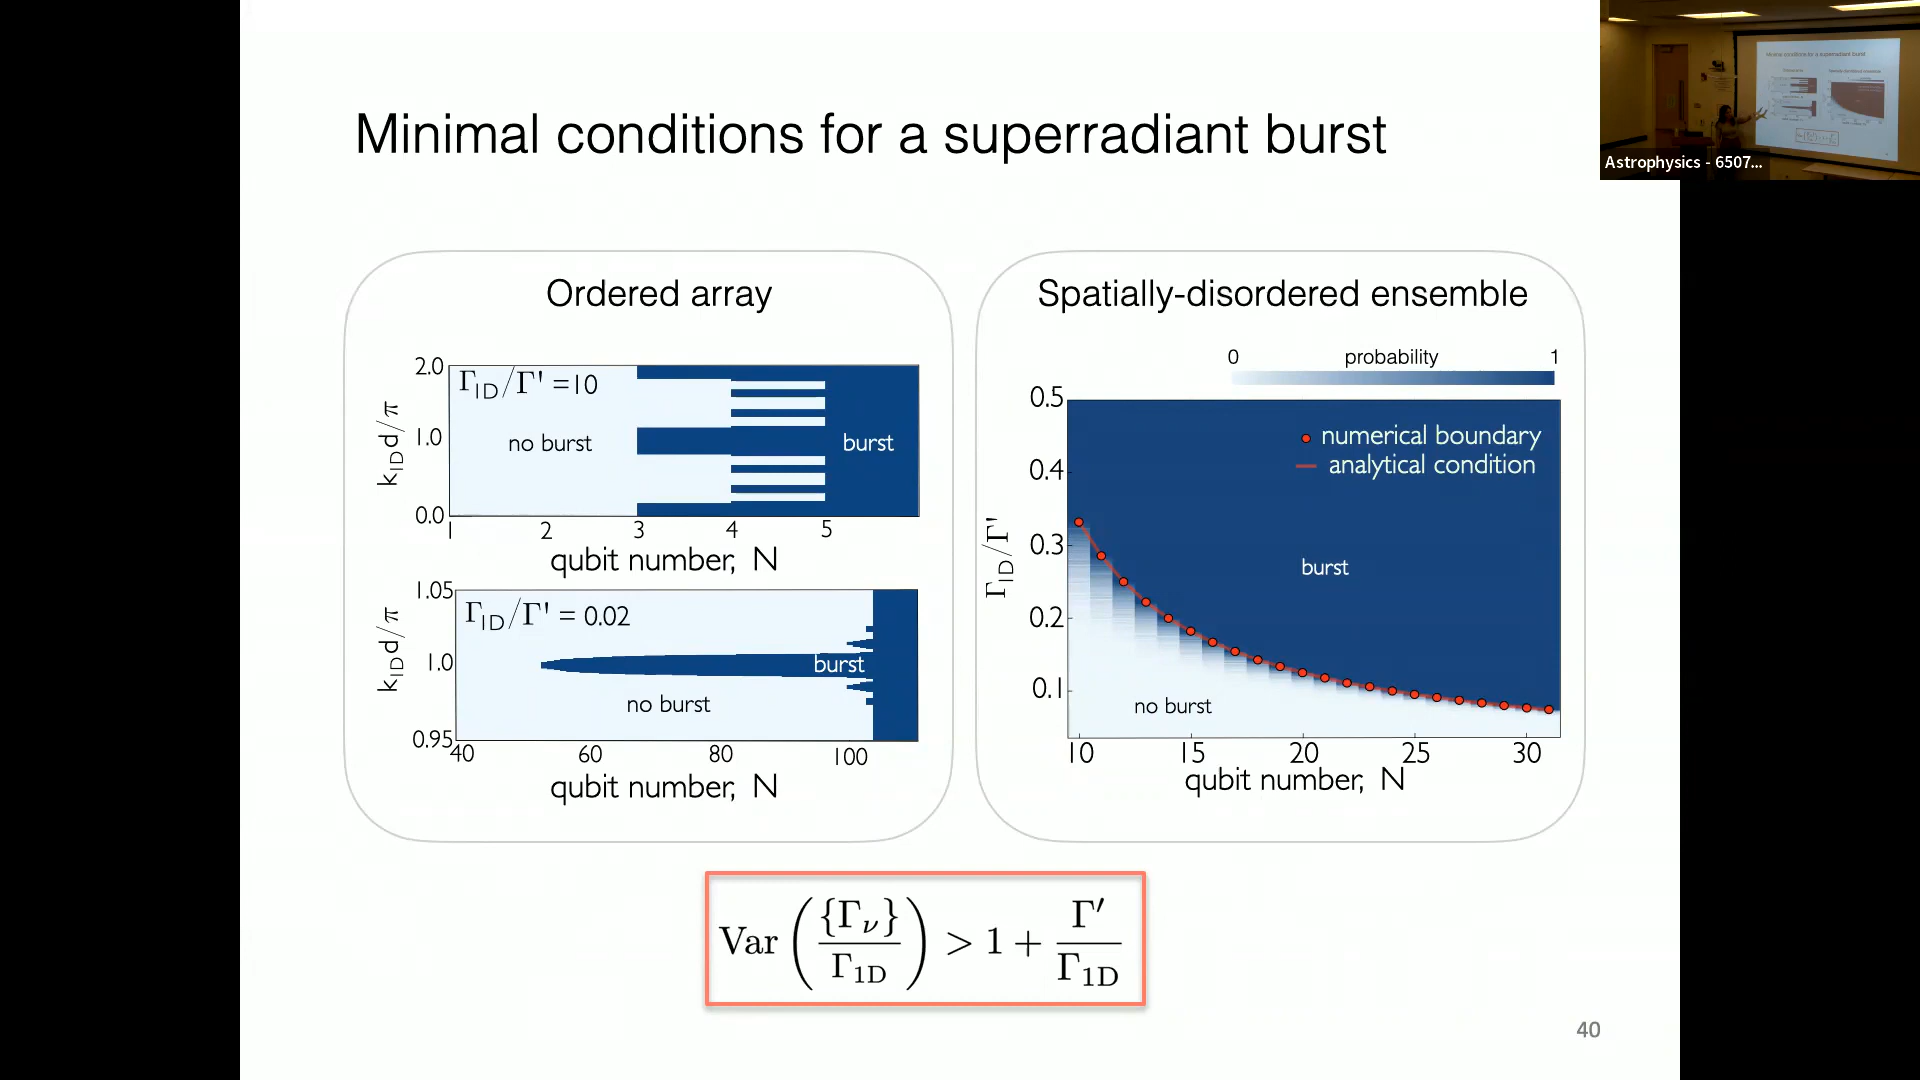 Minimal conditions for a superradiant burst
Astrophysics - 6507...
Ordered array
Γ1D/Γ' =10
no burst
burst
k1Dd/π
2.0
1.0
0.0
1 2 3 4 5
qubit number, N
Γ1D/Γ' = 0.02
burst
no burst
k1Dd/π
1.05
1.0
0.95
40 60 80 100
qubit number, N
Spatially-disordered ensemble
0 probability 1
numerical boundary
analytical condition
burst
no burst
Γ1D/Γ'
0.5
0.4
0.3
0.2
0.1
10 15 20 25 30
qubit number, N
Var ( {Γν} / Γ1D ) > 1 + Γ′ / Γ1D
40